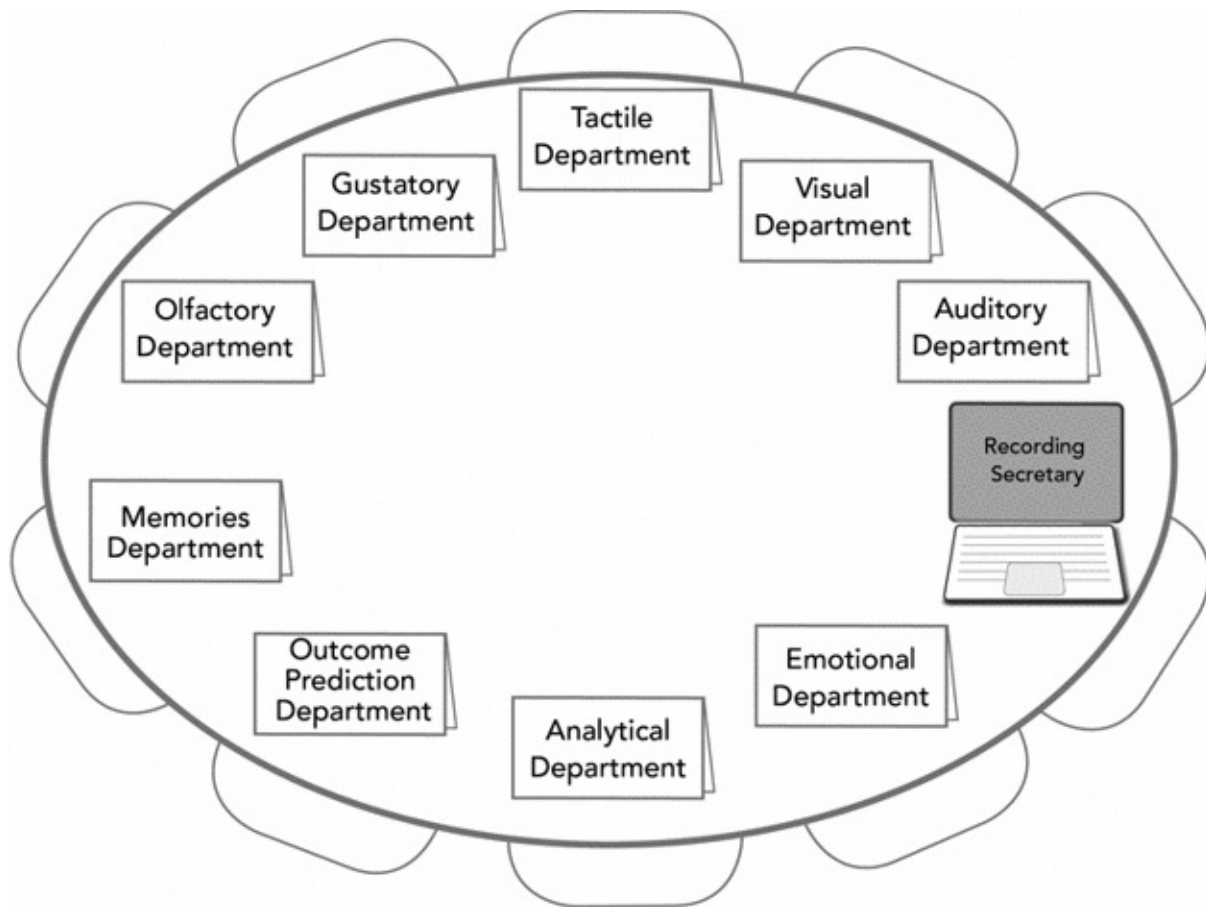 Tactile
Department
Gustatory
Department
Visual
Department
Olfactory
Department
Auditory
Department
Recording
Secretary
Memories
Department
Outcome
Prediction
Department
Emotional
Department
Analytical
Department